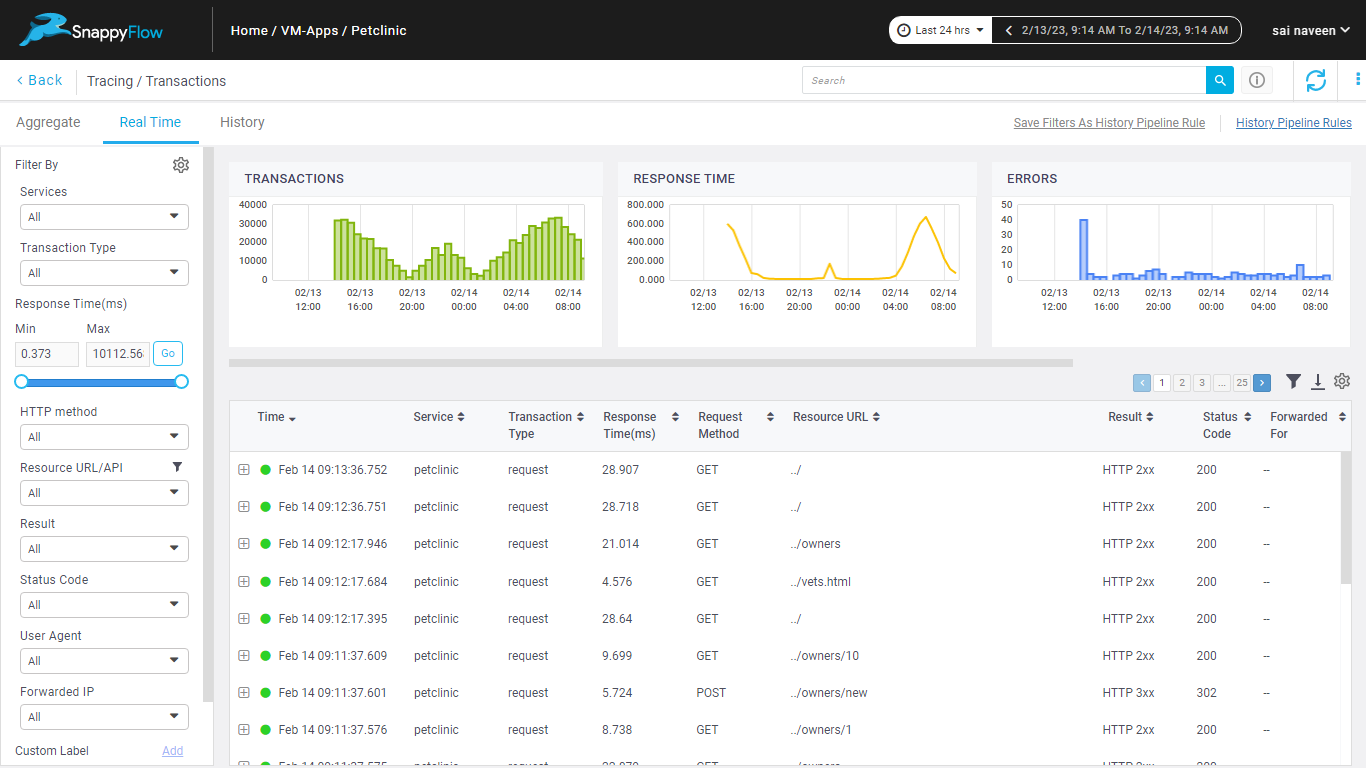 SnappyFlow
Home / VM-Apps / Petclinic
Last 24 hrs
2/13/23, 9:14 AM To 2/14/23, 9:14 AM
sai naveen
Back
Tracing / Transactions
Search
Aggregate
Real Time
History
Save Filters As History Pipeline Rule
History Pipeline Rules
Filter By
Services
All
Transaction Type
All
Response Time(ms)
Min Max
0.373 10112.56 Go
HTTP method
All
Resource URL/API
All
Result
All
Status Code
All
User Agent
All
Forwarded IP
All
Custom Label Add
TRANSACTIONS
40000
30000
20000
10000
0
02/13 02/13 02/13 02/14 02/14 02/14
12:00 16:00 20:00 00:00 04:00 08:00
RESPONSE TIME
800.000
600.000
400.000
200.000
0.000
02/13 02/13 02/13 02/14 02/14 02/14
12:00 16:00 20:00 00:00 04:00 08:00
ERRORS
50
40
30
20
10
0
02/13 02/13 02/13 02/14 02/14 02/14
12:00 16:00 20:00 00:00 04:00 08:00
1 2 3 ... 25
Time Service Transaction Type Response Time(ms) Request Method Resource URL Result Status Code Forwarded For
Feb 14 09:13:36.752 petclinic request 28.907 GET ../ HTTP 2xx 200 --
Feb 14 09:12:36.751 petclinic request 28.718 GET ../ HTTP 2xx 200 --
Feb 14 09:12:17.946 petclinic request 21.014 GET ../owners HTTP 2xx 200 --
Feb 14 09:12:17.684 petclinic request 4.576 GET ../vets.html HTTP 2xx 200 --
Feb 14 09:12:17.395 petclinic request 28.64 GET ../ HTTP 2xx 200 --
Feb 14 09:11:37.609 petclinic request 9.699 GET ../owners/10 HTTP 2xx 200 --
Feb 14 09:11:37.601 petclinic request 5.724 POST ../owners/new HTTP 3xx 302 --
Feb 14 09:11:37.576 petclinic request 8.738 GET ../owners/1 HTTP 2xx 200 --